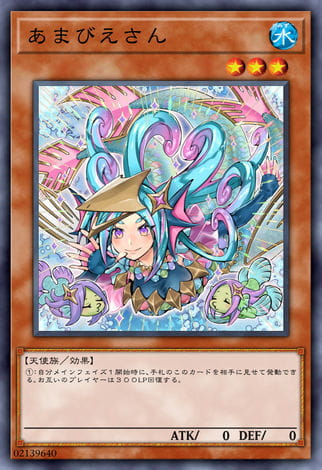 あまびえさん
水
【天使族／効果】
①：自分メインフェイズ１開始時に、手札のこのカードを相手に見せて発動でき
る。お互いのプレイヤーは３００ＬＰ回復する。
ATK/ 0 DEF/ 0
02139640